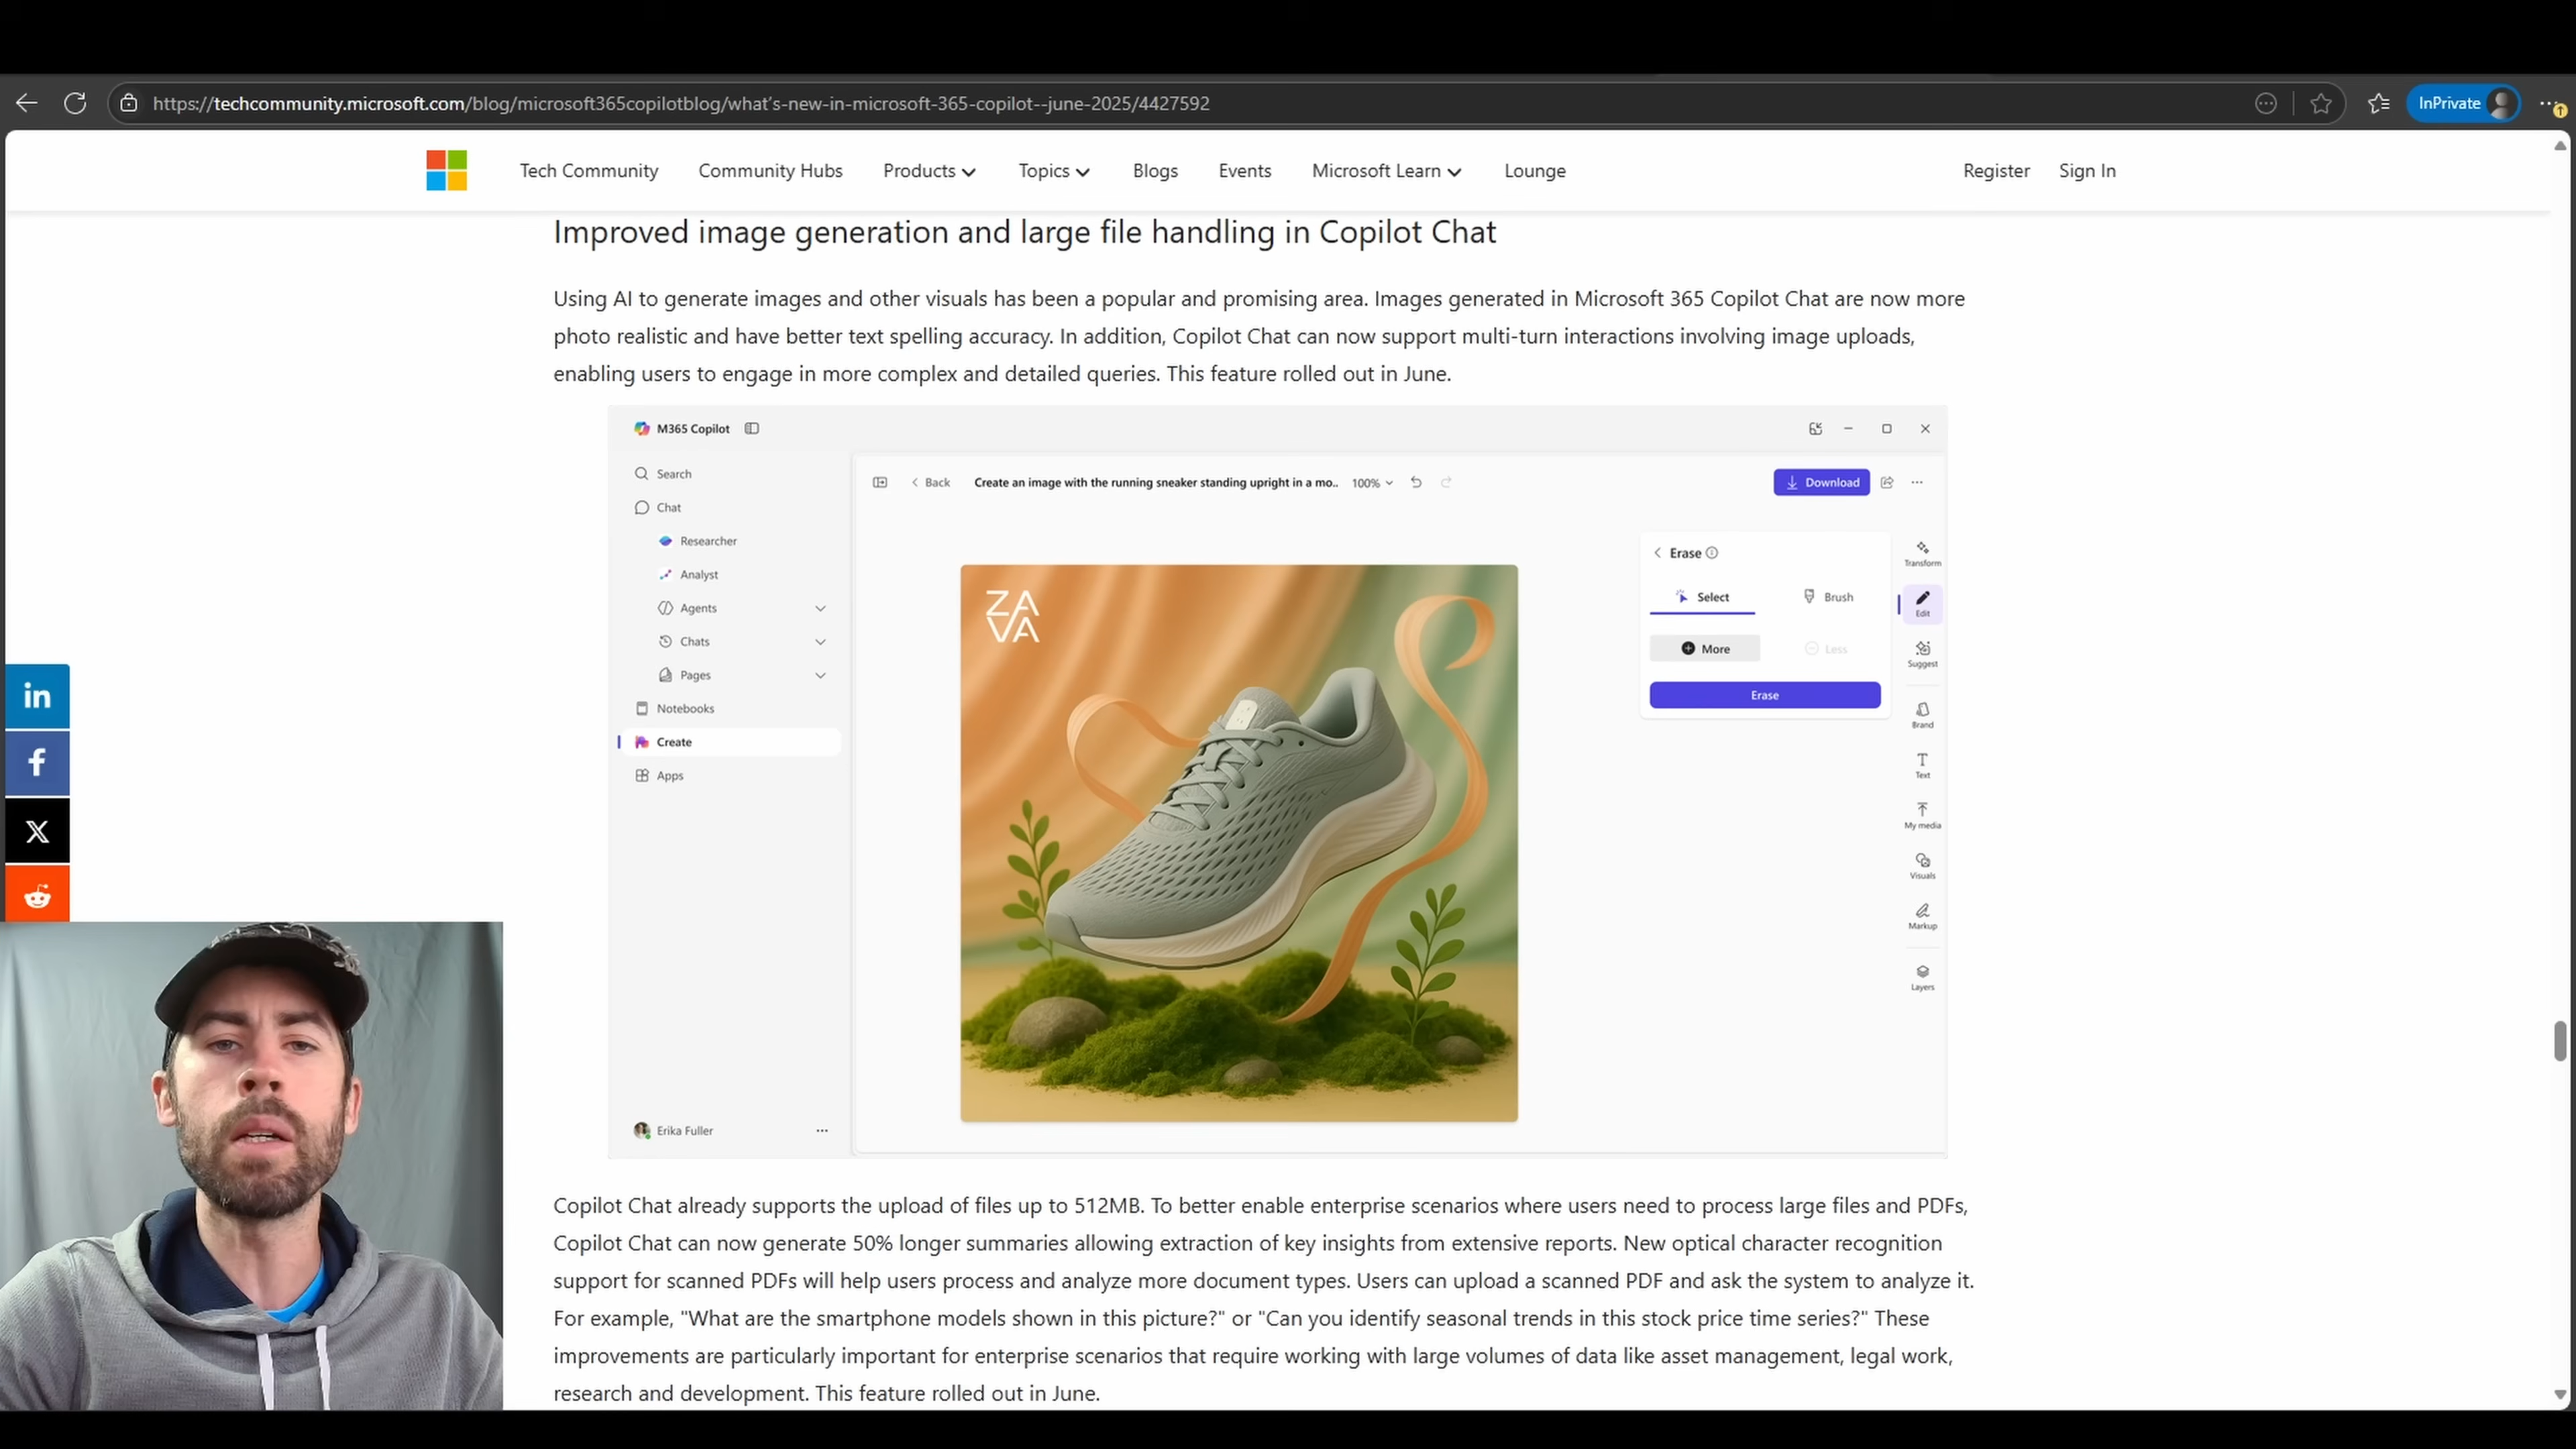 https://techcommunity.microsoft.com/blog/microsoft365copilotblog/what's-new-in-microsoft-365-copilot--june-2025/4427592
InPrivate
Tech Community
Community Hubs
Products
Topics
Blogs
Events
Microsoft Learn
Lounge
Register
Sign In
Improved image generation and large file handling in Copilot Chat
Using AI to generate images and other visuals has been a popular and promising area. Images generated in Microsoft 365 Copilot Chat are now more
photo realistic and have better text spelling accuracy. In addition, Copilot Chat can now support multi-turn interactions involving image uploads,
enabling users to engage in more complex and detailed queries. This feature rolled out in June.
M365 Copilot
Search
Chat
Researcher
Analyst
Agents
Chats
Pages
Notebooks
Create
Apps
Erika Fuller
Back
Create an image with the running sneaker standing upright in a mo..
100%
Download
ZA
VA
Erase
Select
Brush
More
Less
Erase
Transform
Edit
Suggest
Brand
Text
My media
Visuals
Markup
Layers
in
f
X
Copilot Chat already supports the upload of files up to 512MB. To better enable enterprise scenarios where users need to process large files and PDFs,
Copilot Chat can now generate 50% longer summaries allowing extraction of key insights from extensive reports. New optical character recognition
support for scanned PDFs will help users process and analyze more document types. Users can upload a scanned PDF and ask the system to analyze it.
For example, "What are the smartphone models shown in this picture?" or "Can you identify seasonal trends in this stock price time series?" These
improvements are particularly important for enterprise scenarios that require working with large volumes of data like asset management, legal work,
research and development. This feature rolled out in June.